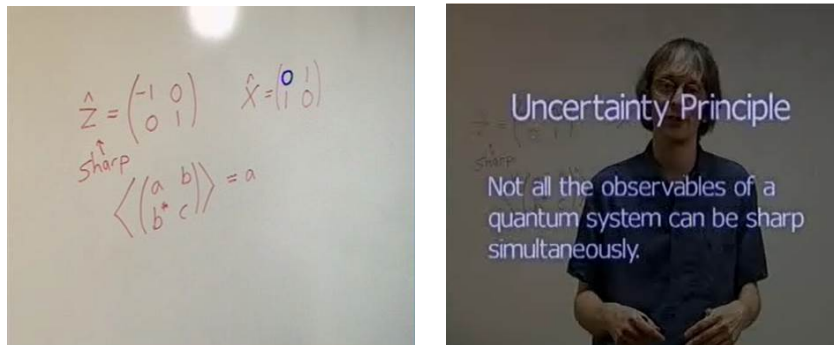 Ẑ = (-1 0
0 1) X̂ = (0 1
1 0)
↑
sharp
⟨(a b
b* c)⟩ = a
Uncertainty Principle
sharp
Not all the observables of a
quantum system can be sharp
simultaneously.